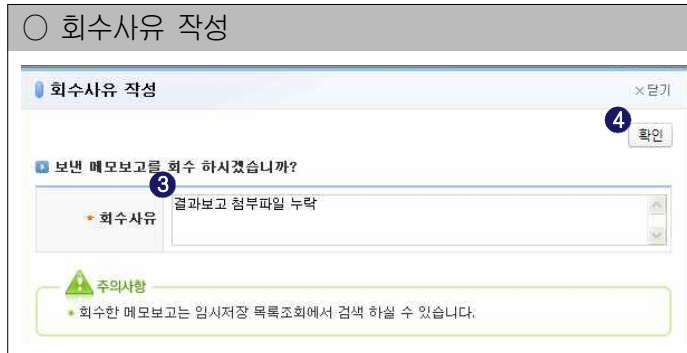 ○ 회수사유 작성
회수사유 작성
×닫기
4
확인
보낸 메모보고를 회수 하시겠습니까?
3
* 회수사유
결과보고 첨부파일 누락
주의사항
• 회수한 메모보고는 임시저장 목록조회에서 검색 하실 수 있습니다.